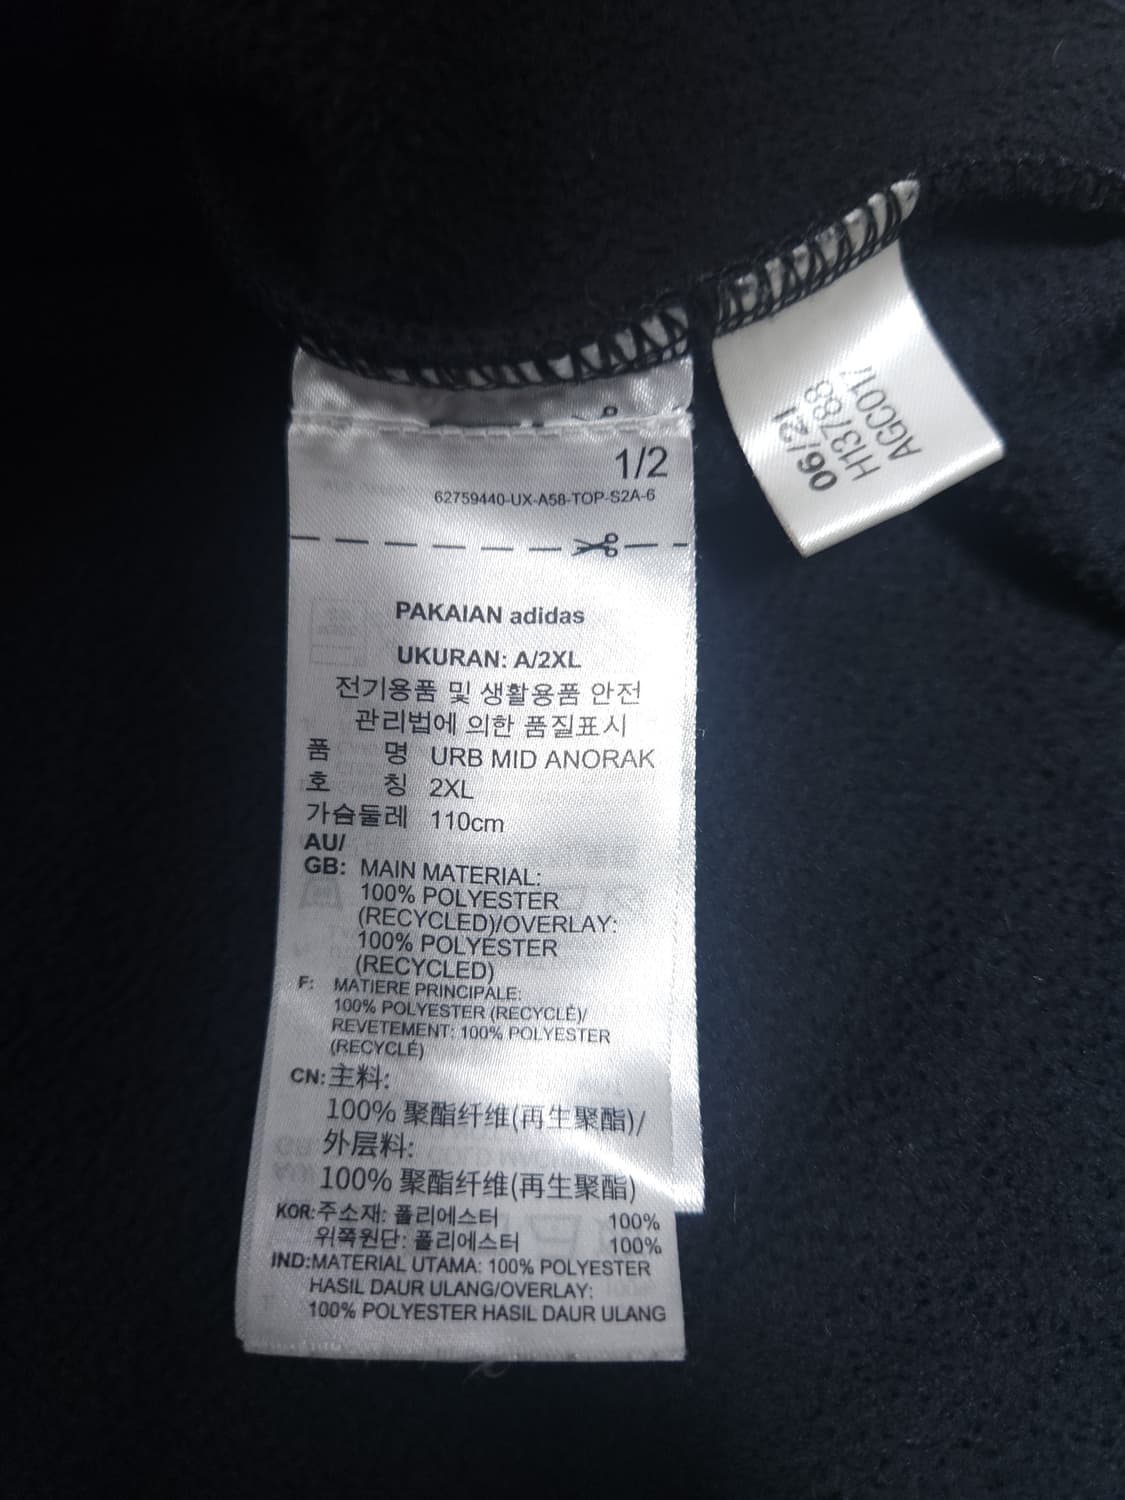 1/2
62759440-UX-A58-TOP-S2A-6
PAKAIAN adidas
UKURAN: A/2XL
전기용품 및 생활용품 안전
관리법에 의한 품질표시
품 명 URB MID ANORAK
호 칭 2XL
가슴둘레 110cm
AU/
GB: MAIN MATERIAL:
100% POLYESTER
(RECYCLED)/OVERLAY:
100% POLYESTER
(RECYCLED)
F: MATIERE PRINCIPALE:
100% POLYESTER (RECYCLÉ)/
REVETEMENT: 100% POLYESTER
(RECYCLÉ)
CN: 主料:
100% 聚酯纤维(再生聚酯)/
外层料:
100% 聚酯纤维(再生聚酯)
KOR: 주소재: 폴리에스터 100%
위쪽원단: 폴리에스터 100%
IND:MATERIAL UTAMA: 100% POLYESTER
HASIL DAUR ULANG/OVERLAY:
100% POLYESTER HASIL DAUR ULANG
06/21
H13788